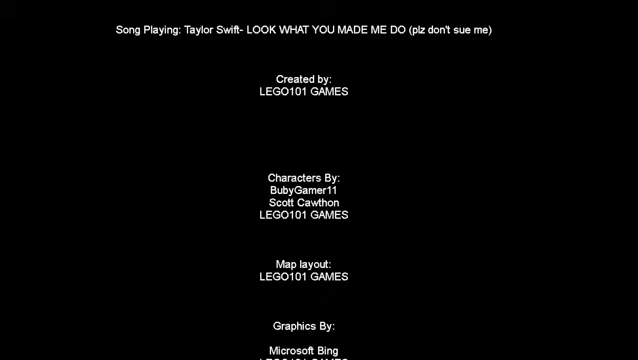 Song Playing: Taylor Swift- LOOK WHAT YOU MADE ME DO (plz don't sue me)
Created by:
LEGO101 GAMES
Characters By:
BubyGamer11
Scott Cawthon
LEGO101 GAMES
Map layout:
LEGO101 GAMES
Graphics By:
Microsoft Bing